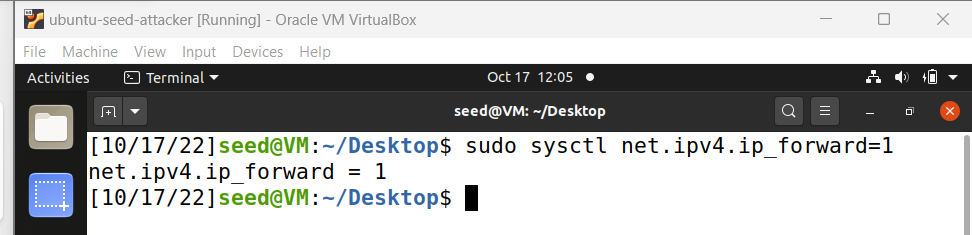 ubuntu-seed-attacker [Running] - Oracle VM VirtualBox
File Machine View Input Devices Help
Activities Terminal Oct 17 12:05
seed@VM: ~/Desktop
[10/17/22]seed@VM:~/Desktop$ sudo sysctl net.ipv4.ip_forward=1
net.ipv4.ip_forward = 1
[10/17/22]seed@VM:~/Desktop$